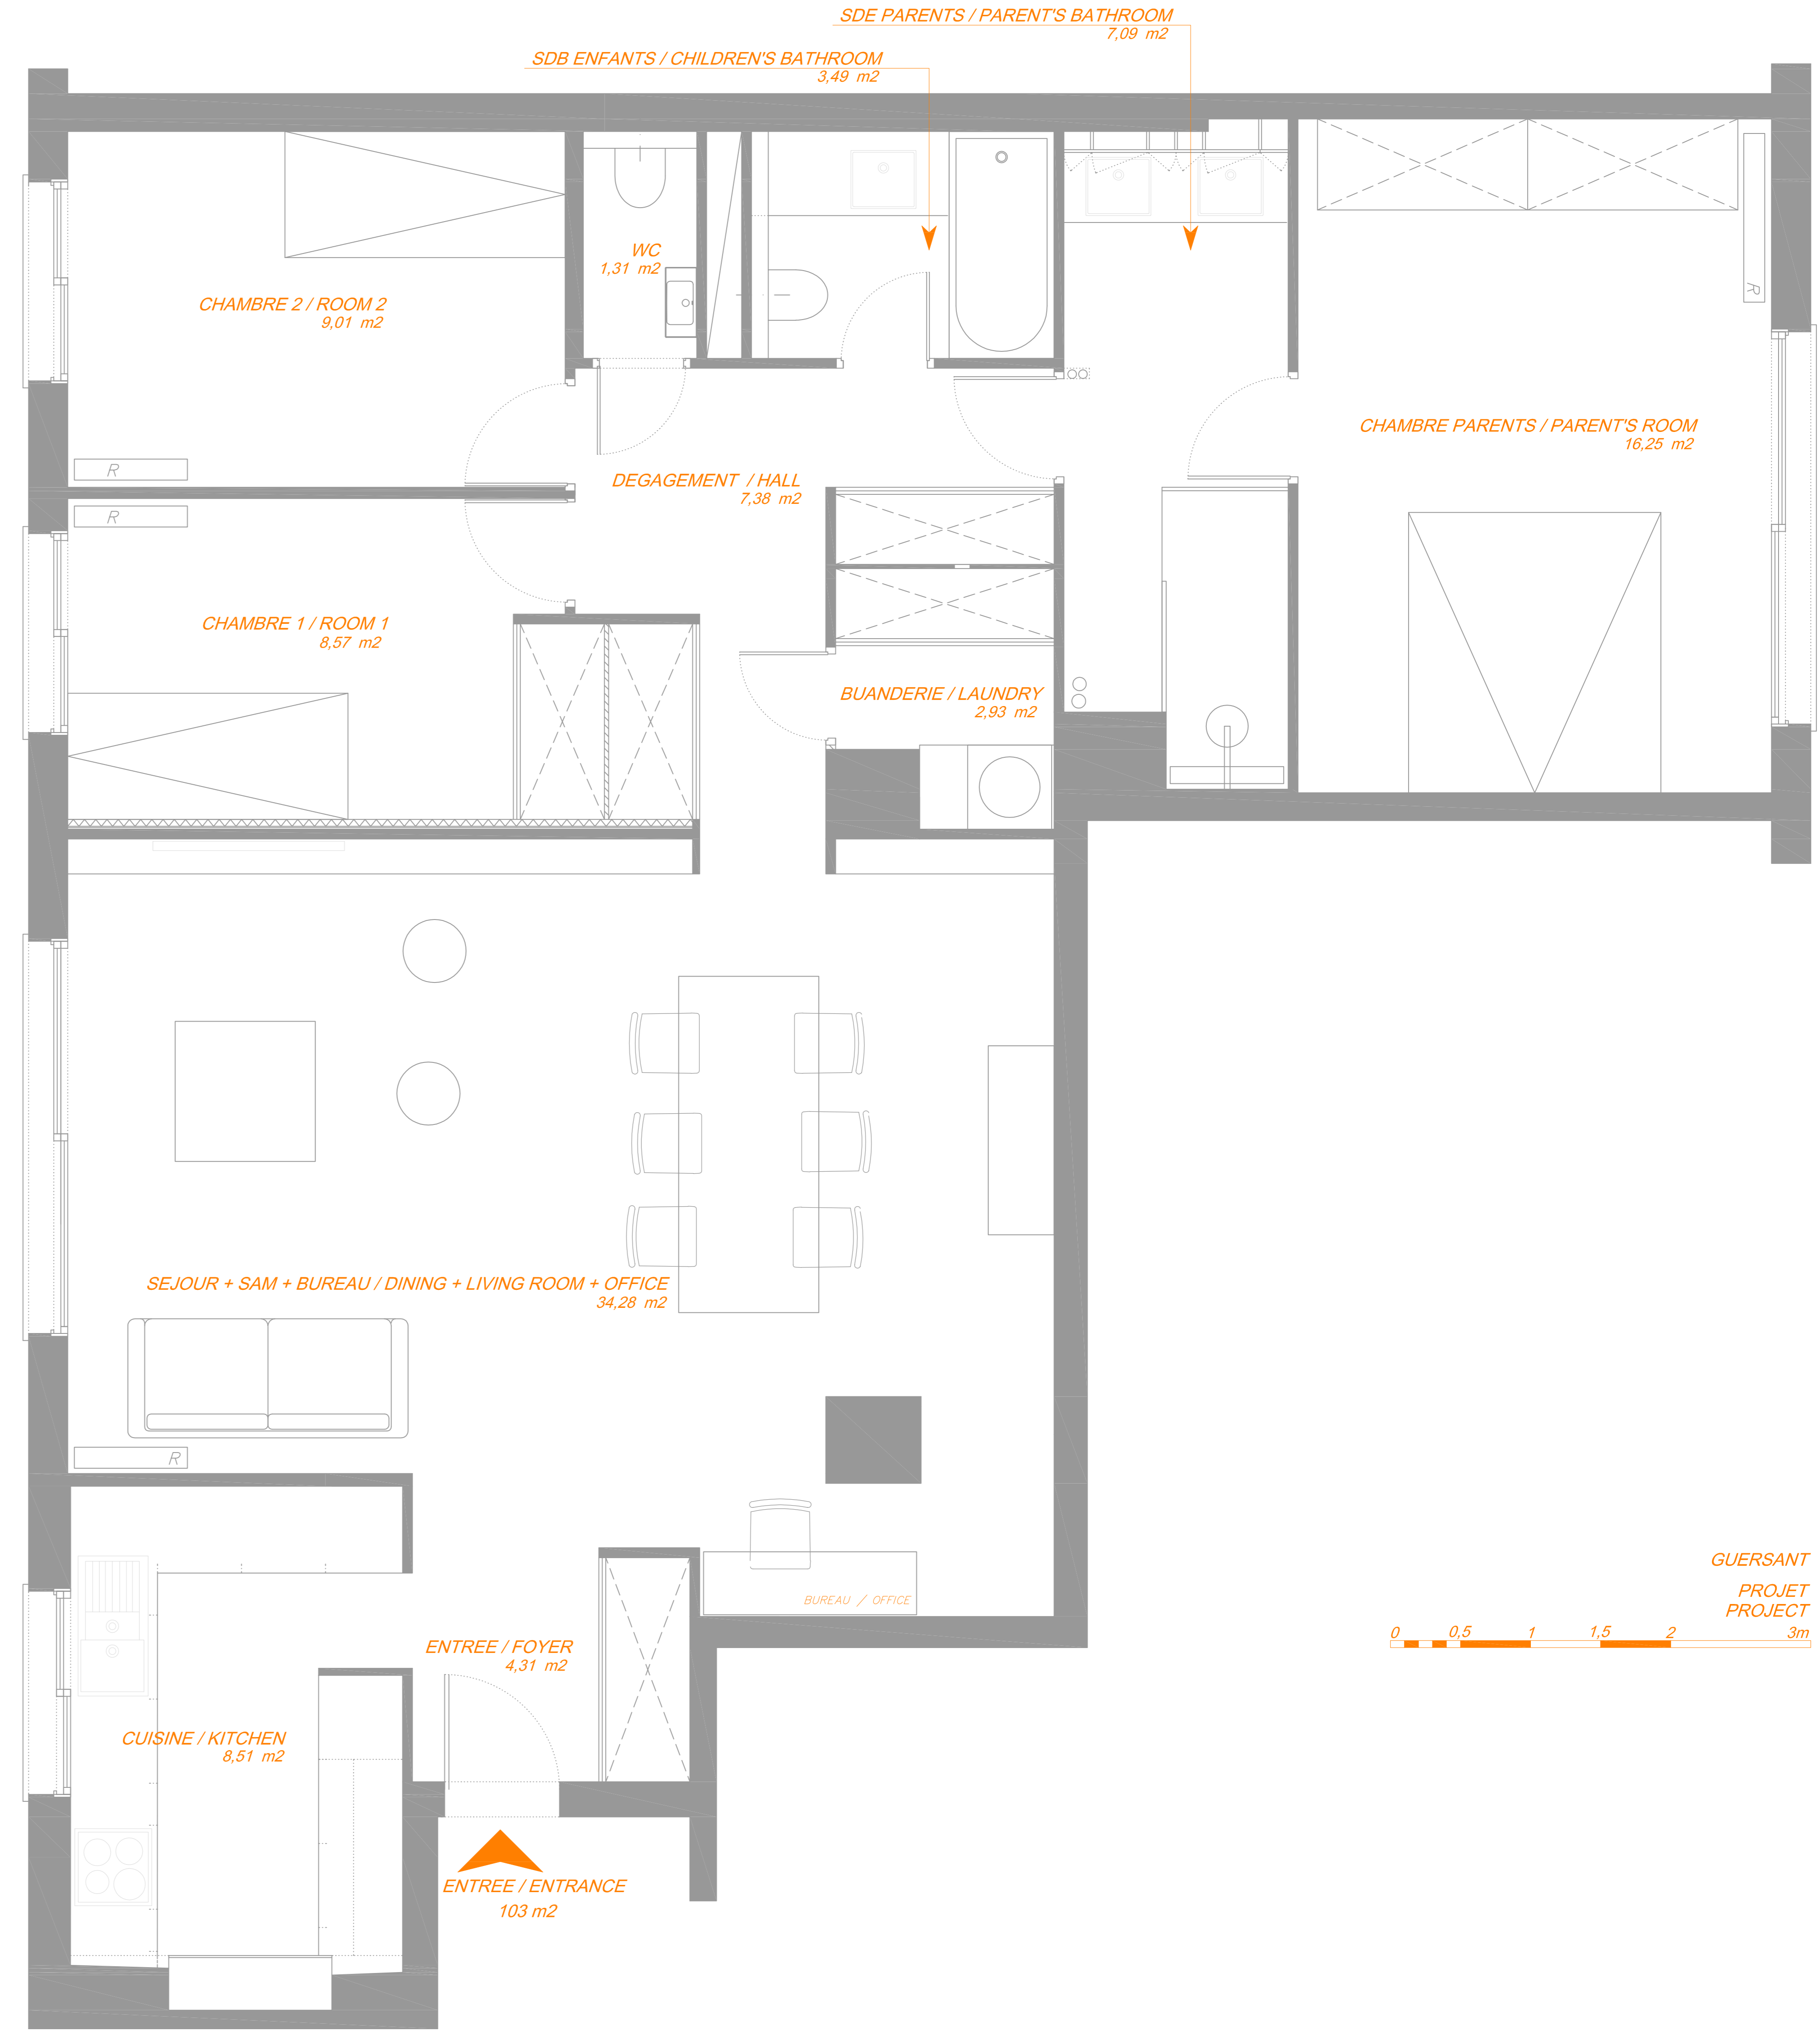 SDE PARENTS / PARENT'S BATHROOM
7,09 m2
SDB ENFANTS / CHILDREN'S BATHROOM
3,49 m2
WC
1,31 m2
CHAMBRE 2 / ROOM 2
9,01 m2
R
CHAMBRE PARENTS / PARENT'S ROOM
16,25 m2
R
DEGAGEMENT / HALL
7,38 m2
R
CHAMBRE 1 / ROOM 1
8,57 m2
BUANDERIE / LAUNDRY
2,93 m2
SEJOUR + SAM + BUREAU / DINING + LIVING ROOM + OFFICE
34,28 m2
R
BUREAU / OFFICE
ENTREE / FOYER
4,31 m2
CUISINE / KITCHEN
8,51 m2
ENTREE / ENTRANCE
103 m2
GUERSANT
PROJET
PROJECT
0 0,5 1 1,5 2 3m